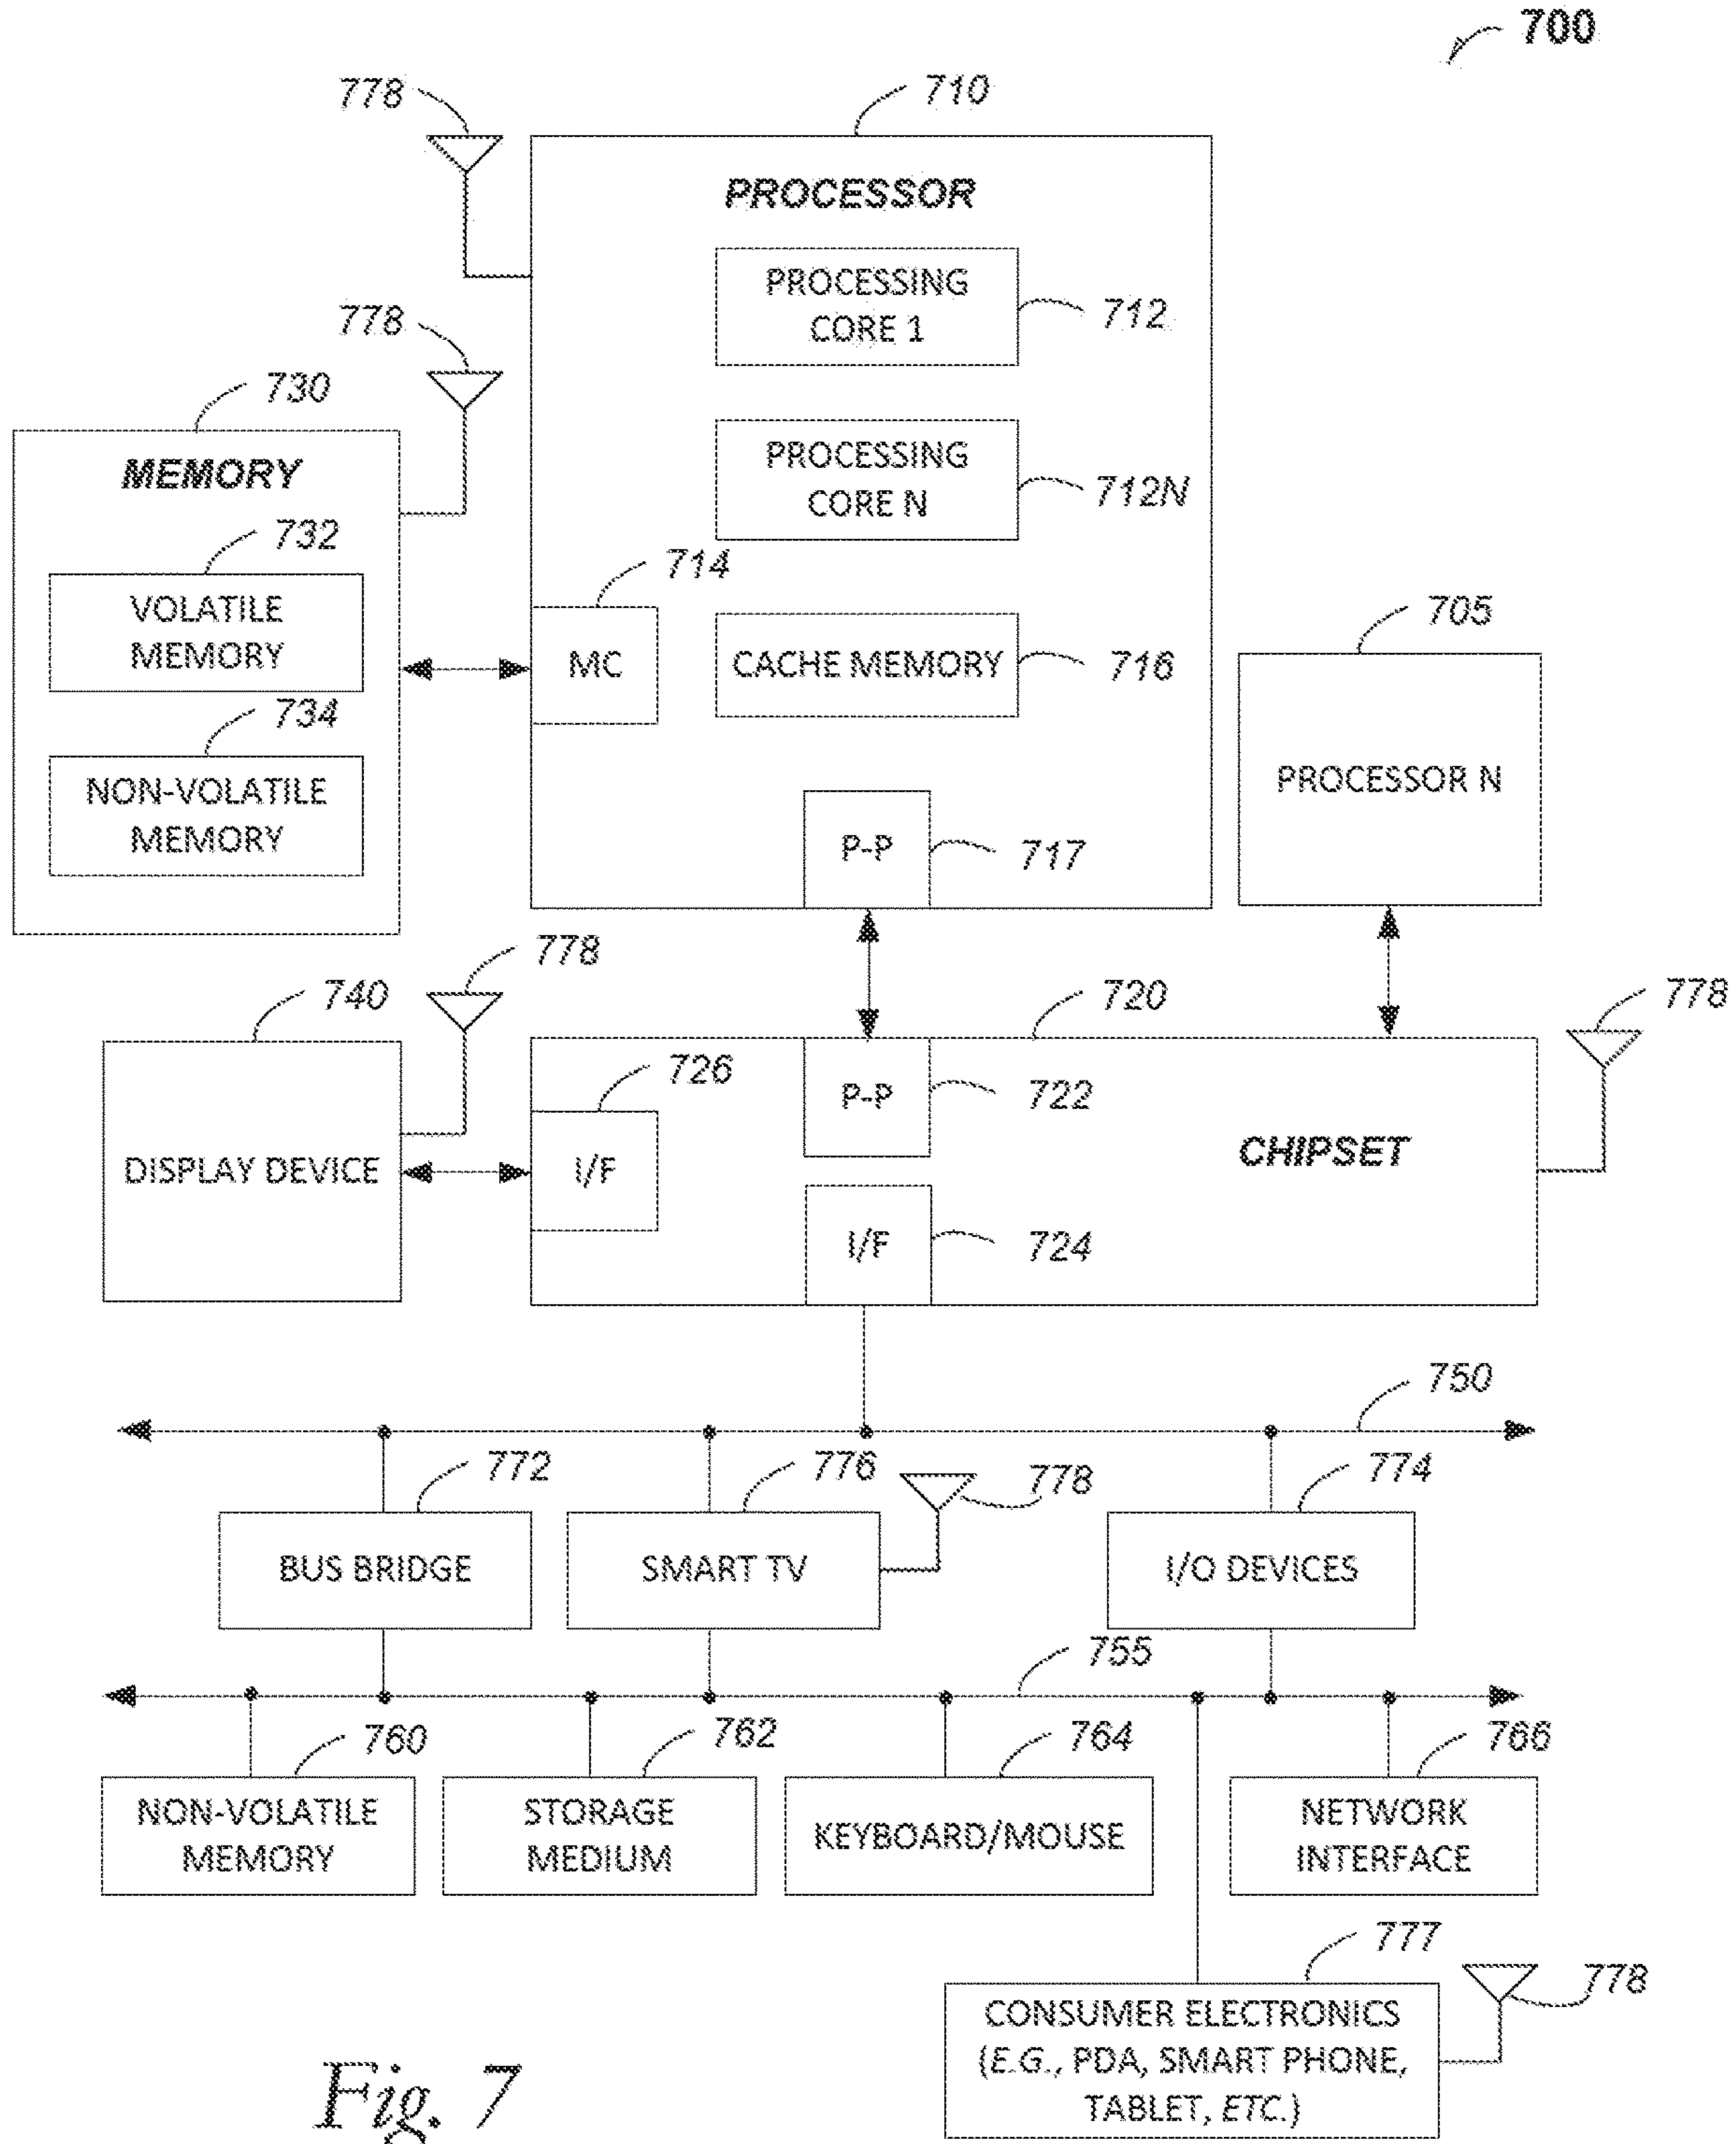 700
778
710
PROCESSOR
PROCESSING
CORE 1
712
778
730
MEMORY
PROCESSING
CORE N
712N
732
VOLATILE
MEMORY
714
MC
CACHE MEMORY
716
705
PROCESSOR N
734
NON-VOLATILE
MEMORY
P-P
717
740
778
720
778
DISPLAY DEVICE
726
I/F
P-P
722
CHIPSET
I/F
724
750
772
776
778
774
BUS BRIDGE
SMART TV
I/O DEVICES
755
760
762
764
766
NON-VOLATILE
MEMORY
STORAGE
MEDIUM
KEYBOARD/MOUSE
NETWORK
INTERFACE
777
778
CONSUMER ELECTRONICS
(E.G., PDA, SMART PHONE,
TABLET, ETC.)
Fig. 7